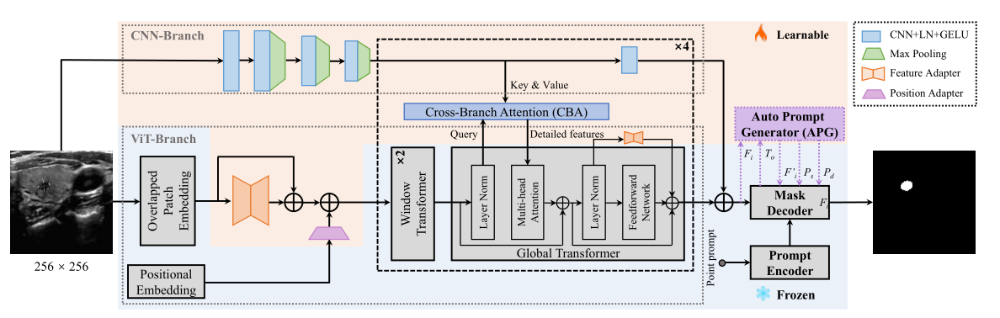 CNN-Branch
×4
Learnable
CNN+LN+GELU
Max Pooling
Feature Adapter
Position Adapter
Key & Value
Cross-Branch Attention (CBA)
Auto Prompt
Generator (APG)
ViT-Branch
Query
Detailed features
×2
Overlapped
Patch
Embedding
Window
Transformer
Layer Norm
Multi-head
Attention
Layer Norm
Feedforward
Network
Global Transformer
F_i
T_o
F'_i
P_s
P_d
Mask
Decoder
Point prompt
Prompt
Encoder
Positional
Embedding
256 × 256
Frozen